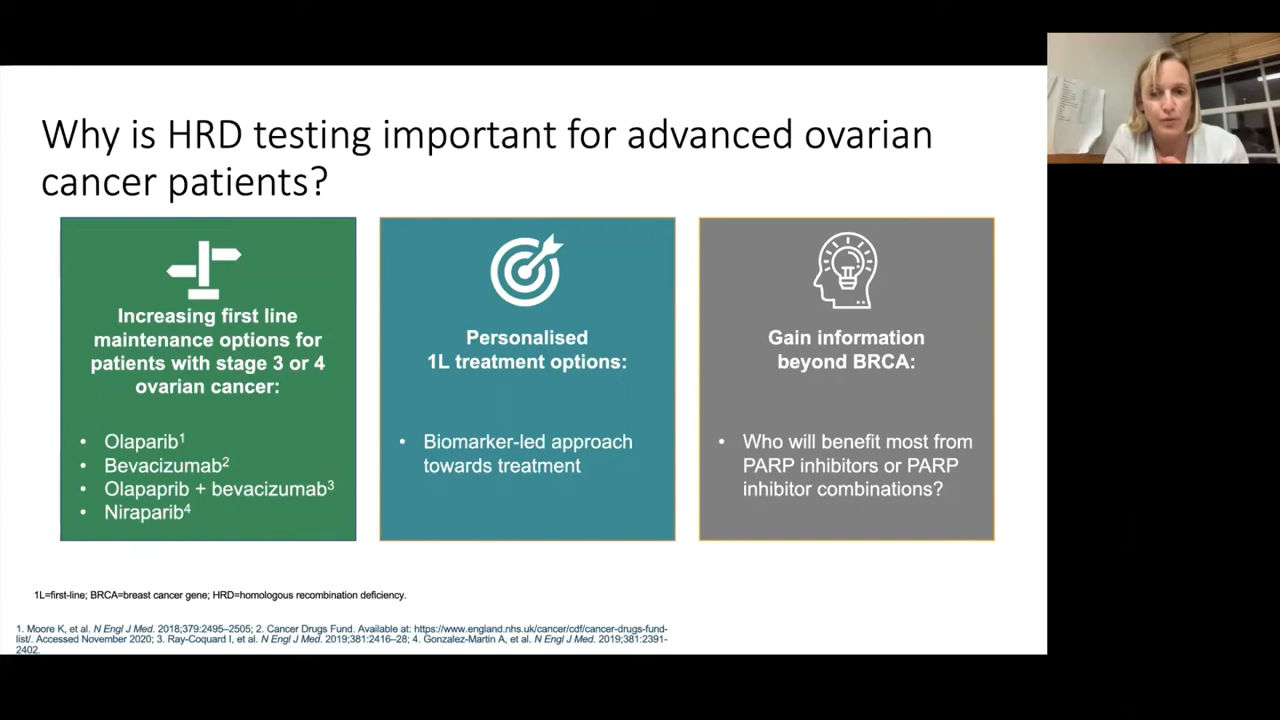 Why is HRD testing important for advanced ovarian
cancer patients?
Increasing first line
maintenance options for
patients with stage 3 or 4
ovarian cancer:
• Olaparib1
• Bevacizumab2
• Olapaprib + bevacizumab3
• Niraparib4
Personalised
1L treatment options:
• Biomarker-led approach
towards treatment
Gain information
beyond BRCA:
• Who will benefit most from
PARP inhibitors or PARP
inhibitor combinations?
1L=first-line; BRCA=breast cancer gene; HRD=homologous recombination deficiency.
1. Moore K, et al. N Engl J Med. 2018;379:2495–2505; 2. Cancer Drugs Fund. Available at: https://www.england.nhs.uk/cancer/cdf/cancer-drugs-fund-
list/. Accessed November 2020; 3. Ray-Coquard I, et al. N Engl J Med. 2019;381:2416–28; 4. Gonzalez-Martin A, et al. N Engl J Med. 2019;381:2391-
2402.